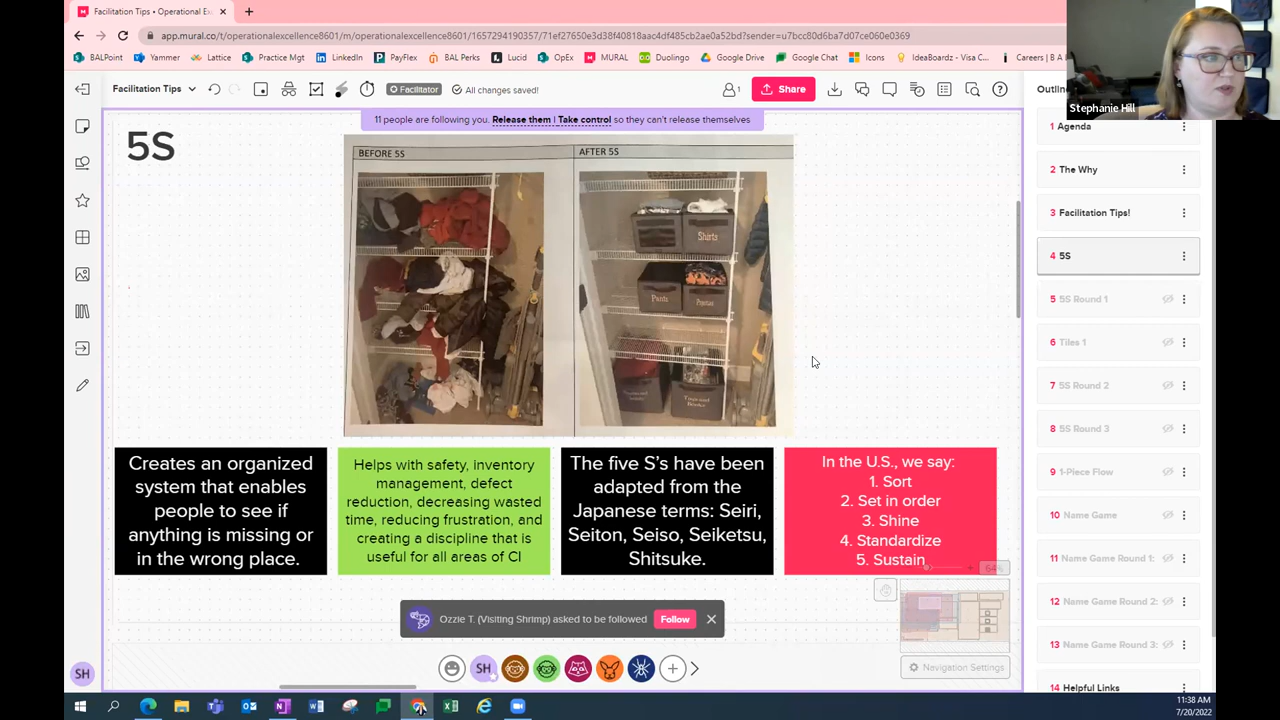 Facilitation Tips • Operational Ex
app.mural.co/t/operationalexcellence8601/m/operationalexcellence8601/1657294190357/71ef27650e3d38f40818aac4df485cb2ae0a52bd?sender=u7bcc80d6ba7d07ce060e0369
BALPoint
Yammer
Lattice
Practice Mgt
LinkedIn
PayFlex
BAL Perks
Lucid
OpEx
MURAL
Duolingo
Google Drive
Google Chat
Icons
IdeaBoardz - Visa C...
Careers | B A
Stephanie Hill
Facilitation Tips
Facilitator
All changes saved!
1
Share
11 people are following you. Release them | Take control so they can't release themselves
5S
BEFORE 5S
AFTER 5S
Shirts
Pants
Creates an organized
system that enables
people to see if
anything is missing or
in the wrong place.
Helps with safety, inventory
management, defect
reduction, decreasing wasted
time, reducing frustration, and
creating a discipline that is
useful for all areas of CI
The five S's have been
adapted from the
Japanese terms: Seiri,
Seiton, Seiso, Seiketsu,
Shitsuke.
In the U.S., we say:
1. Sort
2. Set in order
3. Shine
4. Standardize
5. Sustain
64%
Ozzie T. (Visiting Shrimp) asked to be followed
Follow
SH
SH
Navigation Settings
1 Agenda
2 The Why
3 Facilitation Tips!
4 5S
5 5S Round 1
6 Tiles 1
7 5S Round 2
8 5S Round 3
9 1-Piece Flow
10 Name Game
11 Name Game Round 1:
12 Name Game Round 2:
13 Name Game Round 3:
14 Helpful Links
11:38 AM
7/20/2022